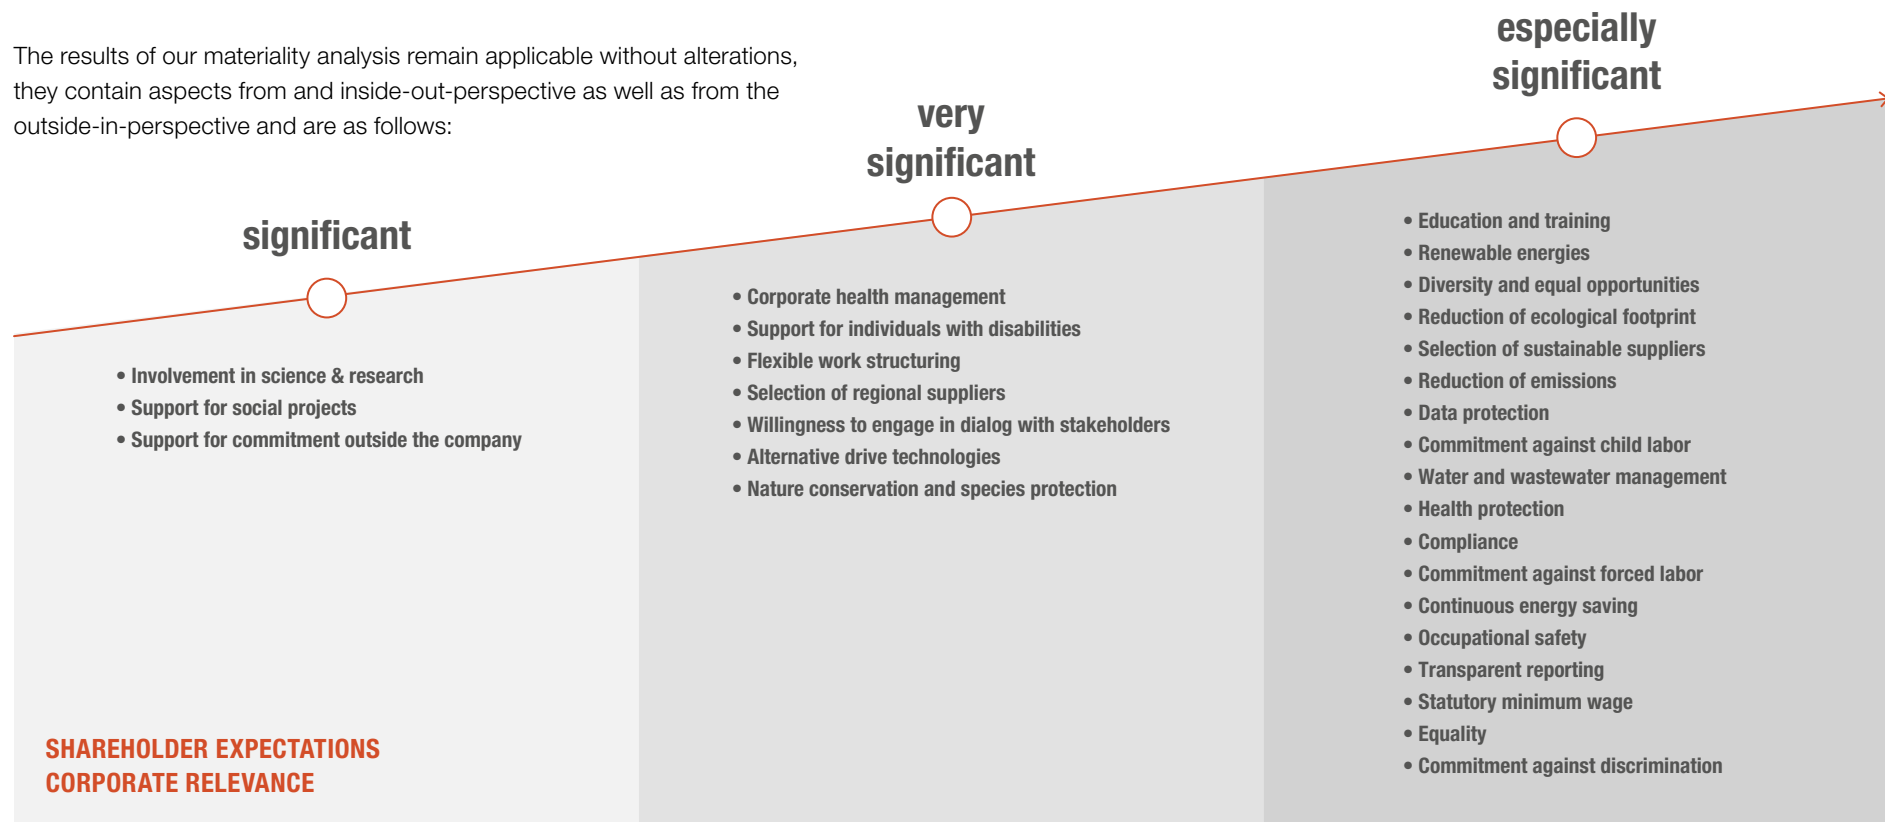 The results of our materiality analysis remain applicable without alterations,
they contain aspects from and inside-out-perspective as well as from the
outside-in-perspective and are as follows:
significant
• Involvement in science & research
• Support for social projects
• Support for commitment outside the company
SHAREHOLDER EXPECTATIONS
CORPORATE RELEVANCE
very
significant
• Corporate health management
• Support for individuals with disabilities
• Flexible work structuring
• Selection of regional suppliers
• Willingness to engage in dialog with stakeholders
• Alternative drive technologies
• Nature conservation and species protection
especially
significant
• Education and training
• Renewable energies
• Diversity and equal opportunities
• Reduction of ecological footprint
• Selection of sustainable suppliers
• Reduction of emissions
• Data protection
• Commitment against child labor
• Water and wastewater management
• Health protection
• Compliance
• Commitment against forced labor
• Continuous energy saving
• Occupational safety
• Transparent reporting
• Statutory minimum wage
• Equality
• Commitment against discrimination